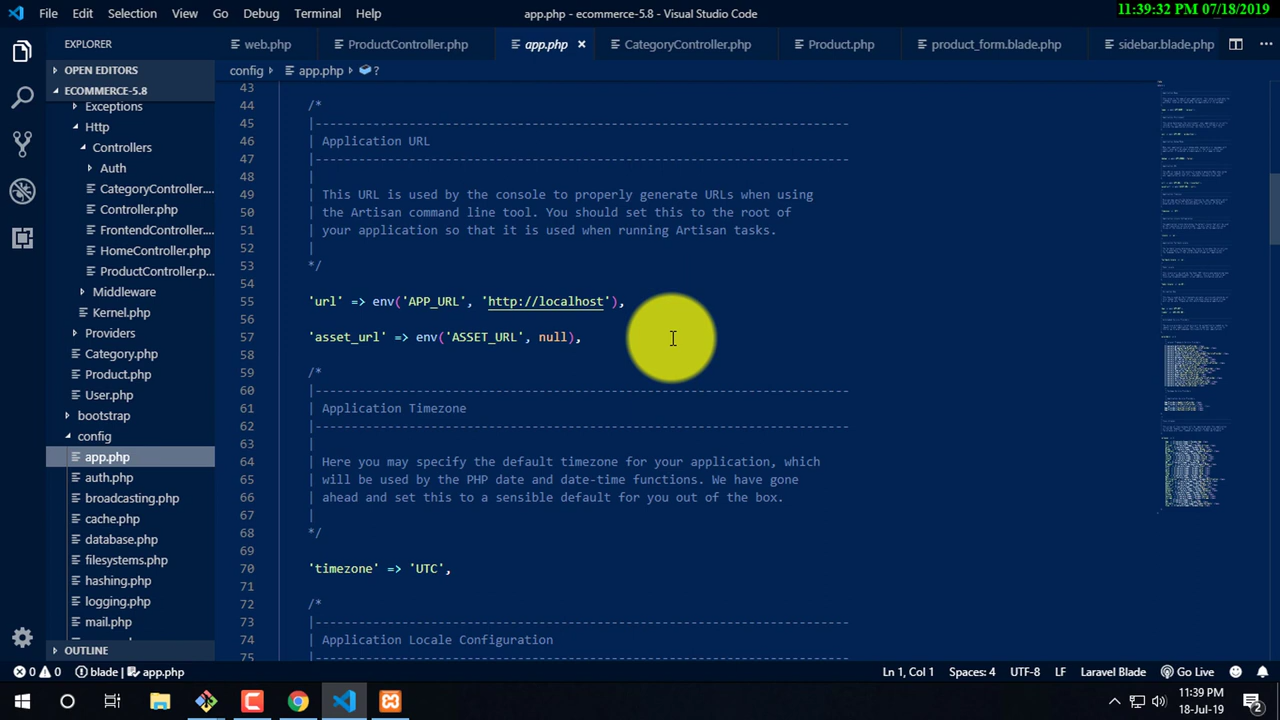 File Edit Selection View Go Debug Terminal Help
app.php - ecommerce-5.8 - Visual Studio Code
11:39:32 PM 07/18/2019
EXPLORER
web.php
ProductController.php
app.php ×
CategoryController.php
Product.php
product_form.blade.php
sidebar.blade.php
OPEN EDITORS
ECOMMERCE-5.8
Exceptions
Http
Controllers
Auth
CategoryController....
Controller.php
FrontendController....
HomeController.php
ProductController.p...
Middleware
Kernel.php
Providers
Category.php
Product.php
User.php
bootstrap
config
app.php
auth.php
broadcasting.php
cache.php
database.php
filesystems.php
hashing.php
logging.php
mail.php
OUTLINE
config > app.php > ?
43
44 /*
45 |--------------------------------------------------------------------------
46 | Application URL
47 |--------------------------------------------------------------------------
48 |
49 | This URL is used by the console to properly generate URLs when using
50 | the Artisan command line tool. You should set this to the root of
51 | your application so that it is used when running Artisan tasks.
52 |
53 */
54
55 'url' => env('APP_URL', 'http://localhost'),
56
57 'asset_url' => env('ASSET_URL', null),
58
59 /*
60 |--------------------------------------------------------------------------
61 | Application Timezone
62 |--------------------------------------------------------------------------
63 |
64 | Here you may specify the default timezone for your application, which
65 | will be used by the PHP date and date-time functions. We have gone
66 | ahead and set this to a sensible default for you out of the box.
67 |
68 */
69
70 'timezone' => 'UTC',
71
72 /*
73 |--------------------------------------------------------------------------
74 | Application Locale Configuration
75 |--------------------------------------------------------------------------
0 0 blade app.php
Ln 1, Col 1 Spaces: 4 UTF-8 LF Laravel Blade Go Live
11:39 PM
18-Jul-19
2